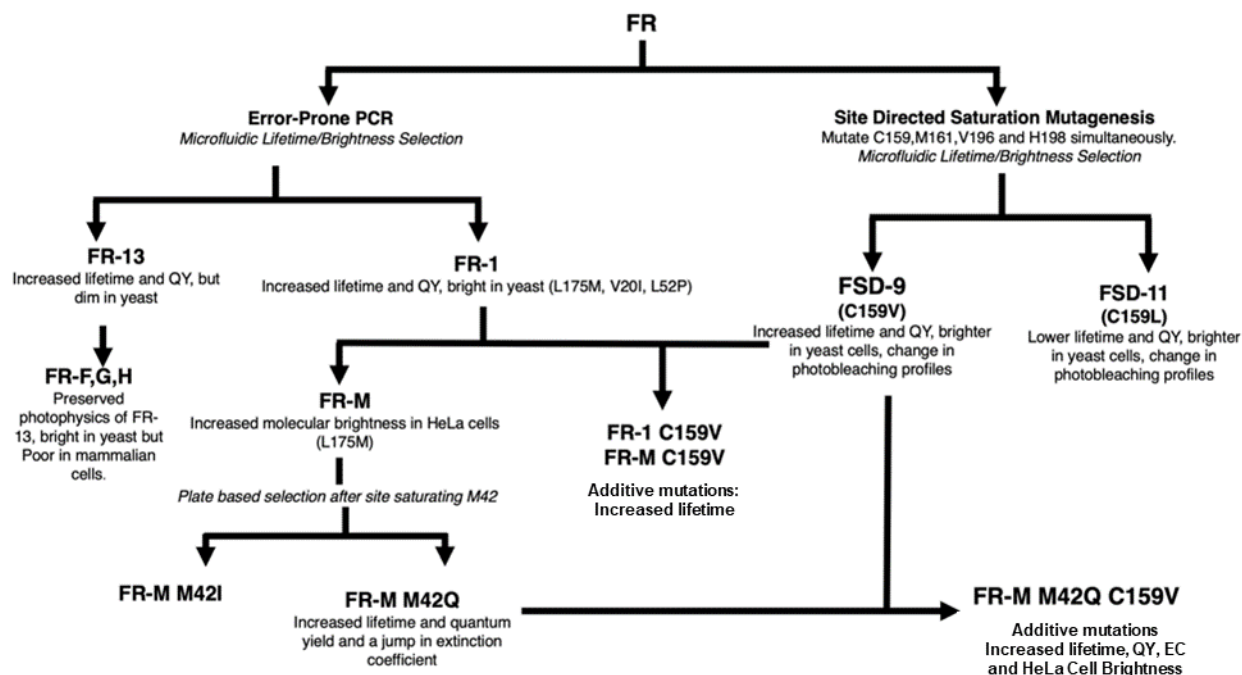 FR
Error-Prone PCR
Microfluidic Lifetime/Brightness Selection
Site Directed Saturation Mutagenesis
Mutate C159,M161,V196 and H198 simultaneously.
Microfluidic Lifetime/Brightness Selection
FR-13
Increased lifetime and QY, but
dim in yeast
FR-1
Increased lifetime and QY, bright in yeast (L175M, V20I, L52P)
FSD-9
(C159V)
Increased lifetime and QY, brighter
in yeast cells, change in
photobleaching profiles
FSD-11
(C159L)
Lower lifetime and QY, brighter
in yeast cells, change in
photobleaching profiles
FR-F,G,H
Preserved
photophysics of FR-
13, bright in yeast but
Poor in mammalian
cells.
FR-M
Increased molecular brightness in HeLa cells
(L175M)
FR-1 C159V
FR-M C159V
Additive mutations:
Increased lifetime
Plate based selection after site saturating M42
FR-M M42I
FR-M M42Q
Increased lifetime and quantum
yield and a jump in extinction
coefficient
FR-M M42Q C159V
Additive mutations
Increased lifetime, QY, EC
and HeLa Cell Brightness